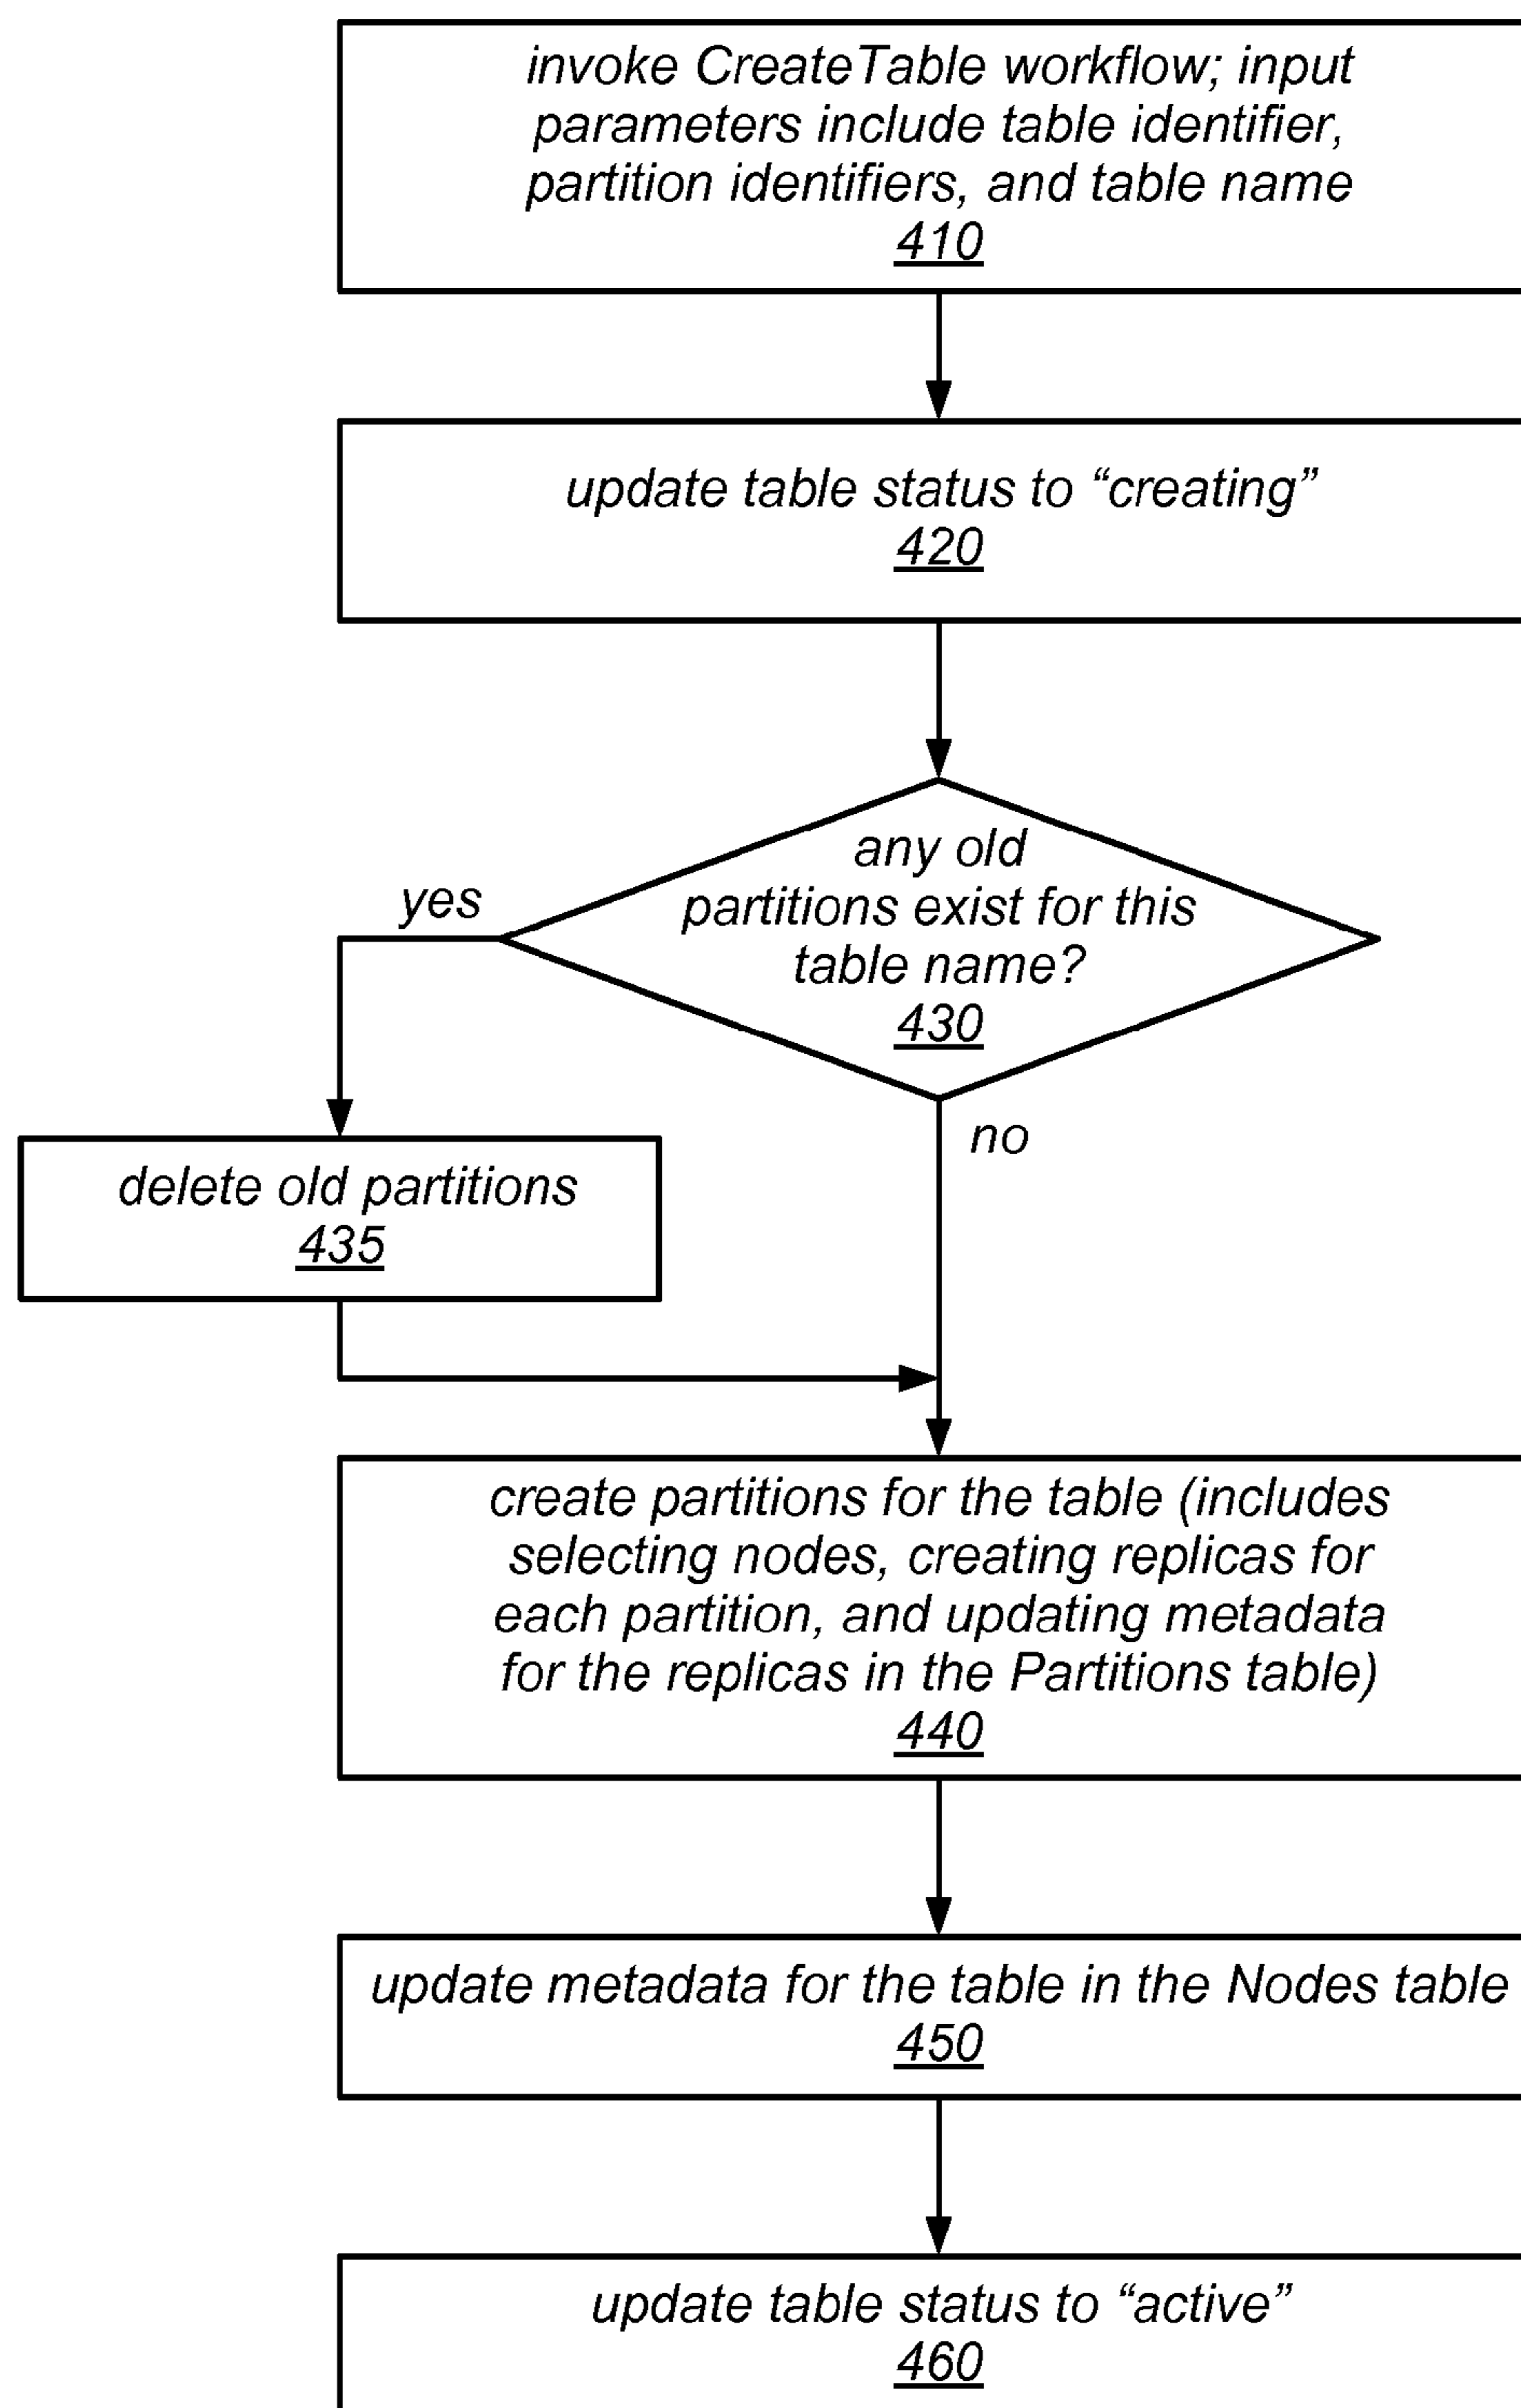 invoke CreateTable workflow; input
parameters include table identifier,
partition identifiers, and table name
410
update table status to “creating”
420
any old
partitions exist for this
table name?
430
yes
no
delete old partitions
435
create partitions for the table (includes
selecting nodes, creating replicas for
each partition, and updating metadata
for the replicas in the Partitions table)
440
update metadata for the table in the Nodes table
450
update table status to “active”
460